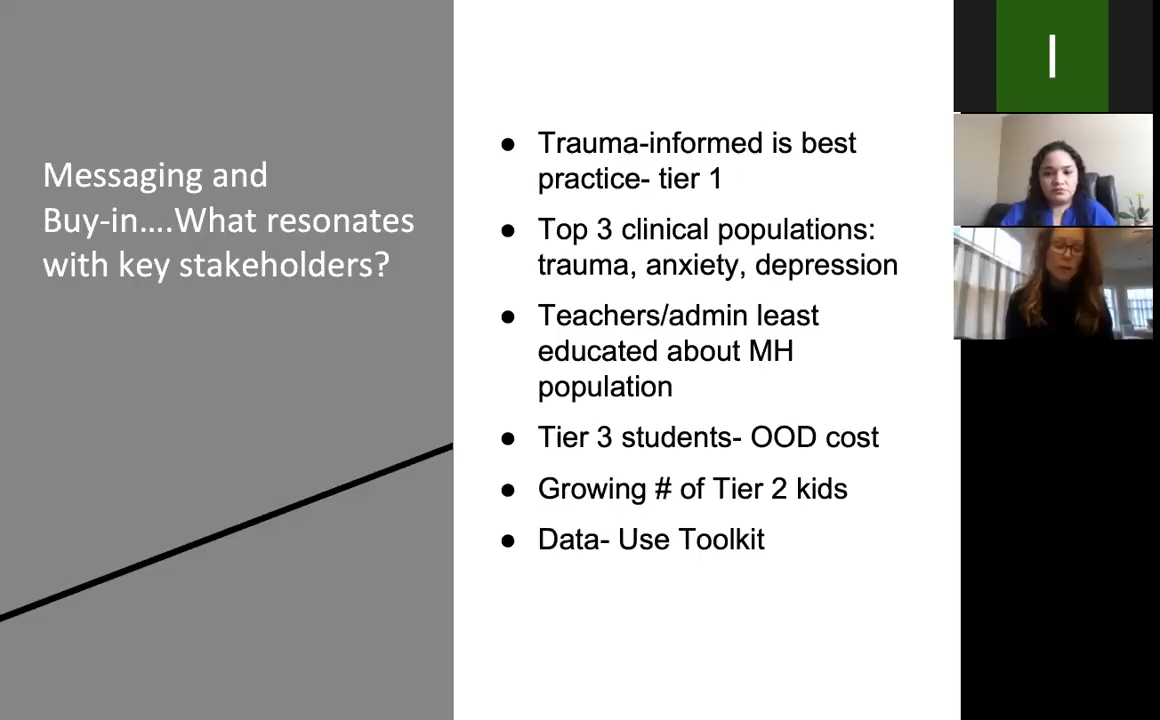 Messaging and
Buy-in....What resonates
with key stakeholders?
● Trauma-informed is best
practice- tier 1
● Top 3 clinical populations:
trauma, anxiety, depression
● Teachers/admin least
educated about MH
population
● Tier 3 students- OOD cost
● Growing # of Tier 2 kids
● Data- Use Toolkit
I